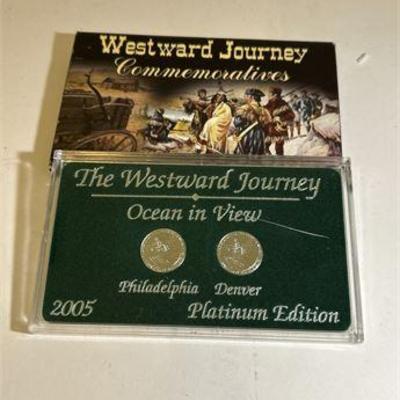 Westward Journey
Commemoratives
The Westward Journey
Ocean in View
Philadelphia Denver
2005 Platinum Edition